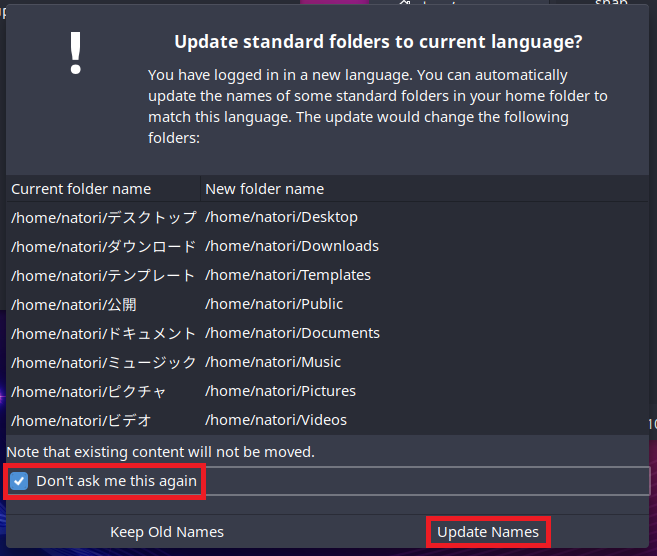 snap
Update standard folders to current language?
You have logged in in a new language. You can automatically
update the names of some standard folders in your home folder to
match this language. The update would change the following
folders:
Current folder name New folder name
/home/natori/デスクトップ /home/natori/Desktop
/home/natori/ダウンロード /home/natori/Downloads
/home/natori/テンプレート /home/natori/Templates
/home/natori/公開 /home/natori/Public
/home/natori/ドキュメント /home/natori/Documents
/home/natori/ミュージック /home/natori/Music
/home/natori/ピクチャ /home/natori/Pictures
/home/natori/ビデオ /home/natori/Videos
Note that existing content will not be moved.
Don't ask me this again
Keep Old Names Update Names